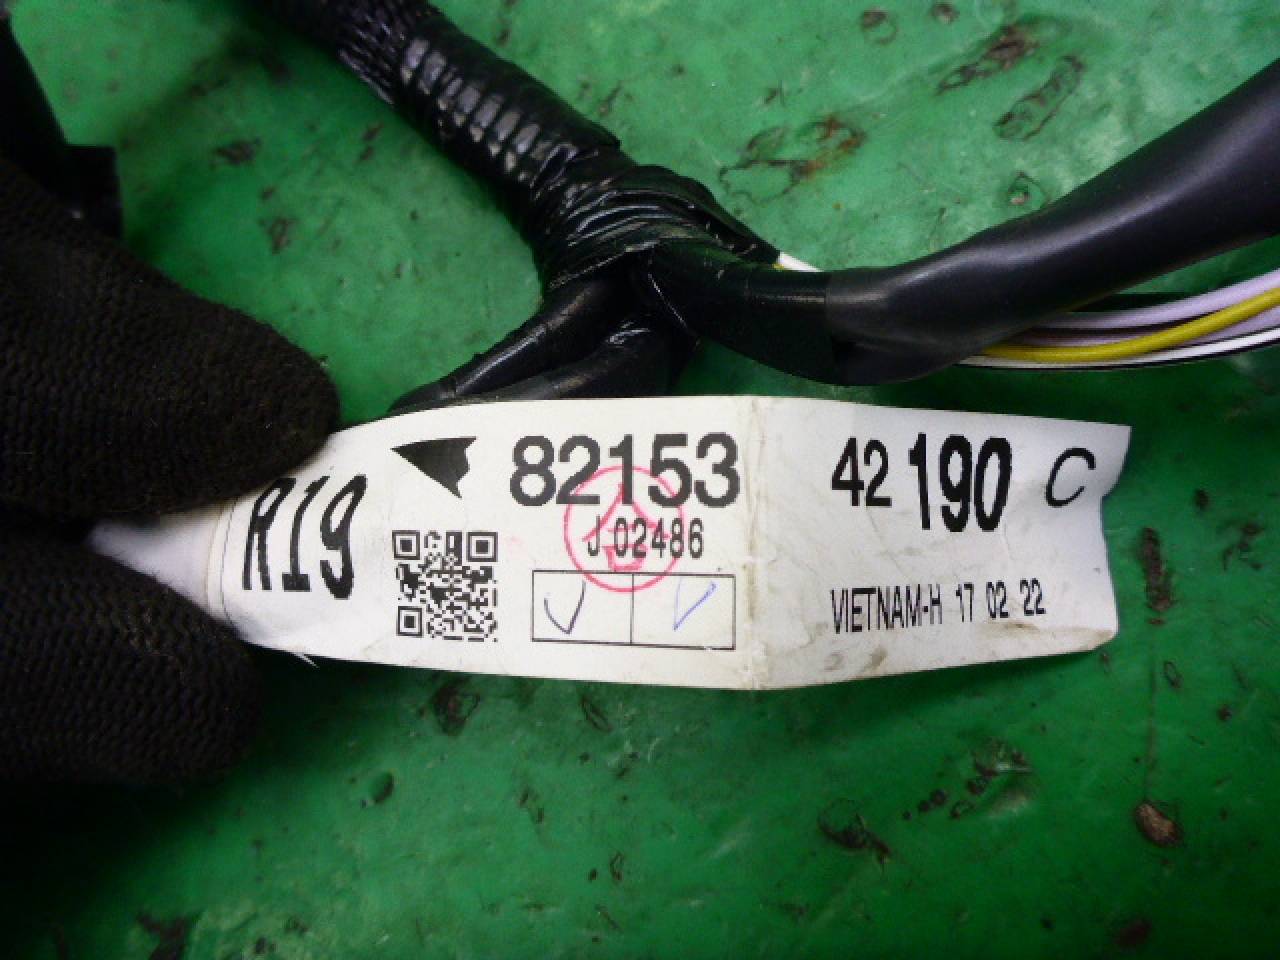 R19
82153
J 02486
42 190 C
VIETNAM-H 17 02 22